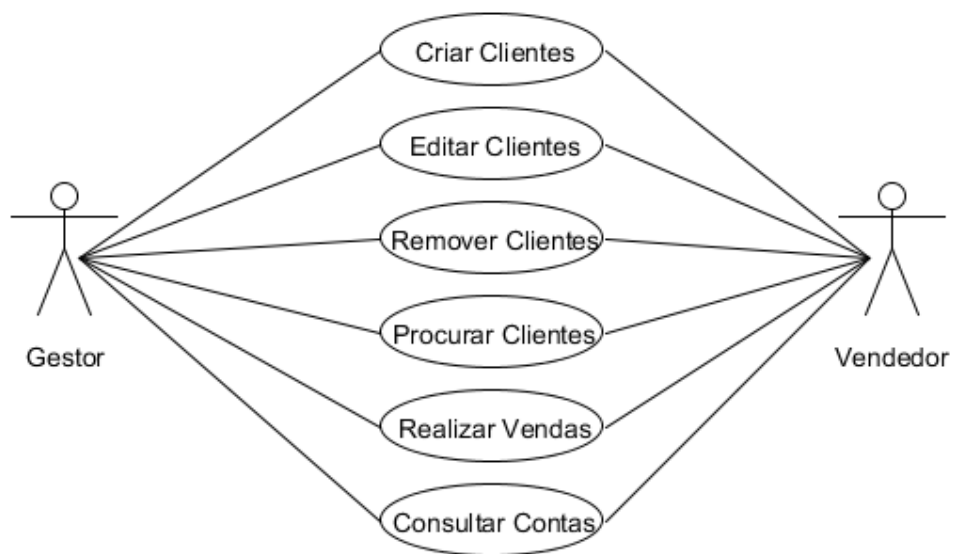 Criar Clientes
Editar Clientes
Remover Clientes
Procurar Clientes
Gestor
Vendedor
Realizar Vendas
Consultar Contas